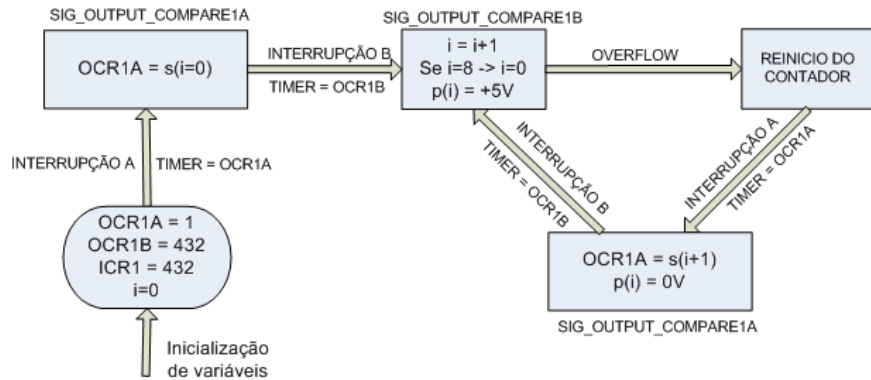 SIG_OUTPUT_COMPARE1A
OCR1A = s(i=0)
INTERRUPÇÃO B
TIMER = OCR1B
SIG_OUTPUT_COMPARE1B
i = i+1
Se i=8 -> i=0
p(i) = +5V
OVERFLOW
REINICIO DO
CONTADOR
INTERRUPÇÃO A
TIMER = OCR1A
INTERRUPÇÃO B
TIMER = OCR1B
INTERRUPÇÃO A
TIMER = OCR1A
OCR1A = 1
OCR1B = 432
ICR1 = 432
i=0
OCR1A = s(i+1)
p(i) = 0V
SIG_OUTPUT_COMPARE1A
Inicialização
de variáveis